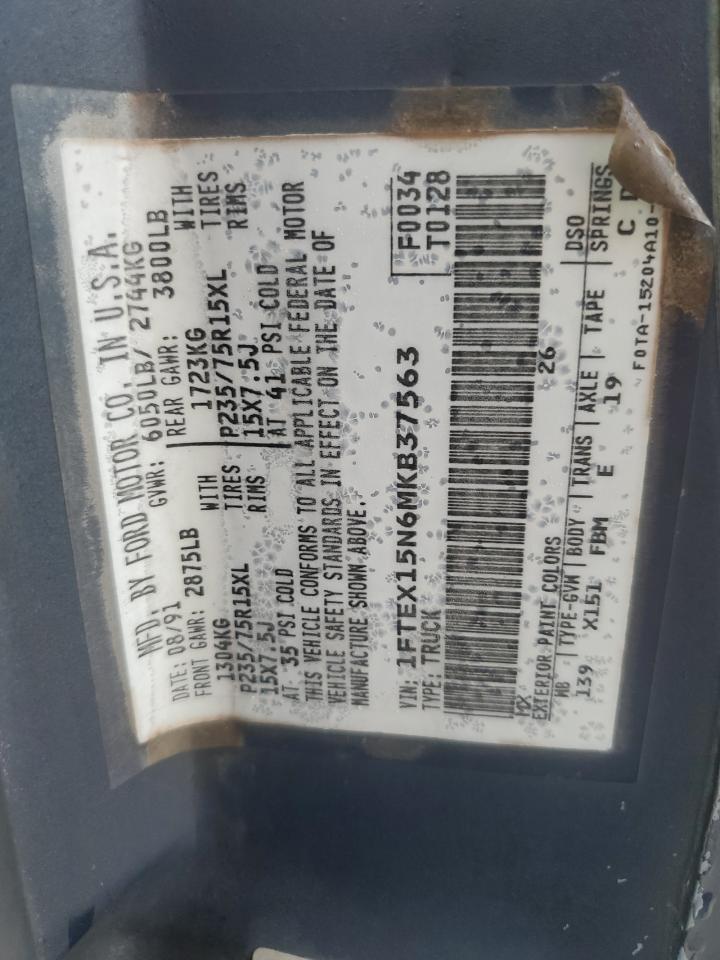 MFD. BY FORD MOTOR CO. IN U.S.A.
DATE: 08/91 GVWR: 6050LB/ 2744KG
FRONT GAWR: 2875LB REAR GAWR: 3800LB
1304KG WITH 1723KG WITH
P235/75R15XL TIRES P235/75R15XL TIRES
15X7.5J RIMS 15X7.5J RIMS
AT 35 PSI COLD AT 41 PSI COLD
THIS VEHICLE CONFORMS TO ALL APPLICABLE FEDERAL MOTOR
VEHICLE SAFETY STANDARDS IN EFFECT ON THE DATE OF
MANUFACTURE SHOWN ABOVE.
VIN: 1FTEX15N6MKB37563 F0034
TYPE: TRUCK T0128
MX 26
EXTERIOR PAINT COLORS DSO
WB TYPE-GVW BODY TRANS AXLE TAPE SPRINGS
139 X151 FBM E 19 C D
F0TA-15204A10-